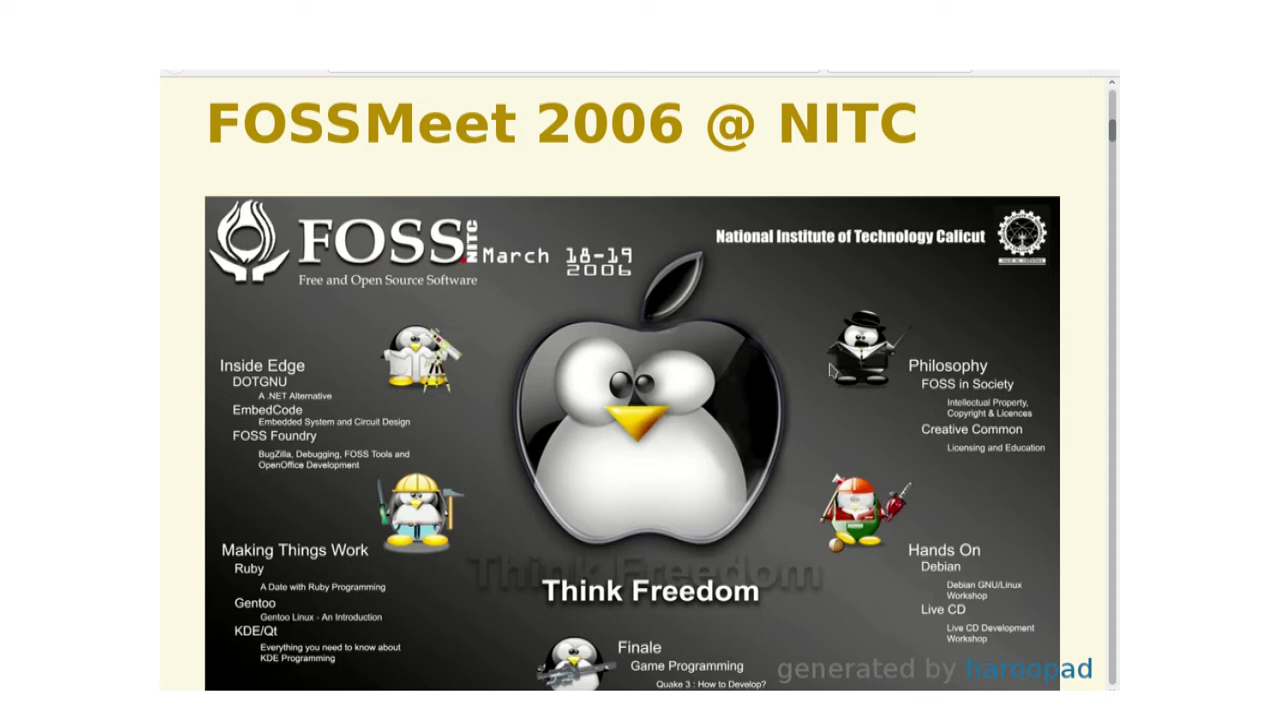 FOSSMeet 2006 @ NITC
FOSS.NITC
March 18-19
2006
Free and Open Source Software
National Institute of Technology Calicut
Inside Edge
DOTGNU
A .NET Alternative
EmbedCode
Embedded System and Circuit Design
FOSS Foundry
BugZilla, Debugging, FOSS Tools and
OpenOffice Development
Making Things Work
Ruby
A Date with Ruby Programming
Gentoo
Gentoo Linux - An Introduction
KDE/Qt
Everything you need to know about
KDE Programming
Think Freedom
Think Freedom
Finale
Game Programming
Quake 3 : How to Develop?
Philosophy
FOSS in Society
Intellectual Property,
Copyright & Licences
Creative Common
Licensing and Education
Hands On
Debian
Debian GNU/Linux
Workshop
Live CD
Live CD Development
Workshop
generated by haroopad